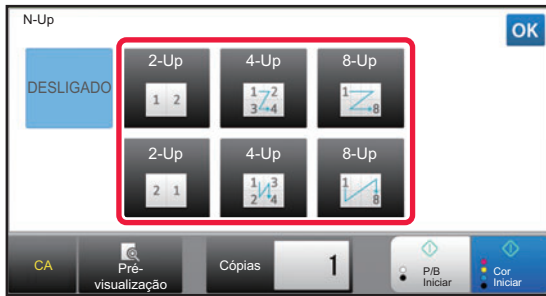 N-Up
OK
DESLIGADO
2-Up
4-Up
8-Up
1 2
1 2
3 4
1 8
2-Up
4-Up
8-Up
2 1
1 3
2 4
1 8
CA
Pré-
visualização
Cópias
1
P/B
Iniciar
Cor
Iniciar